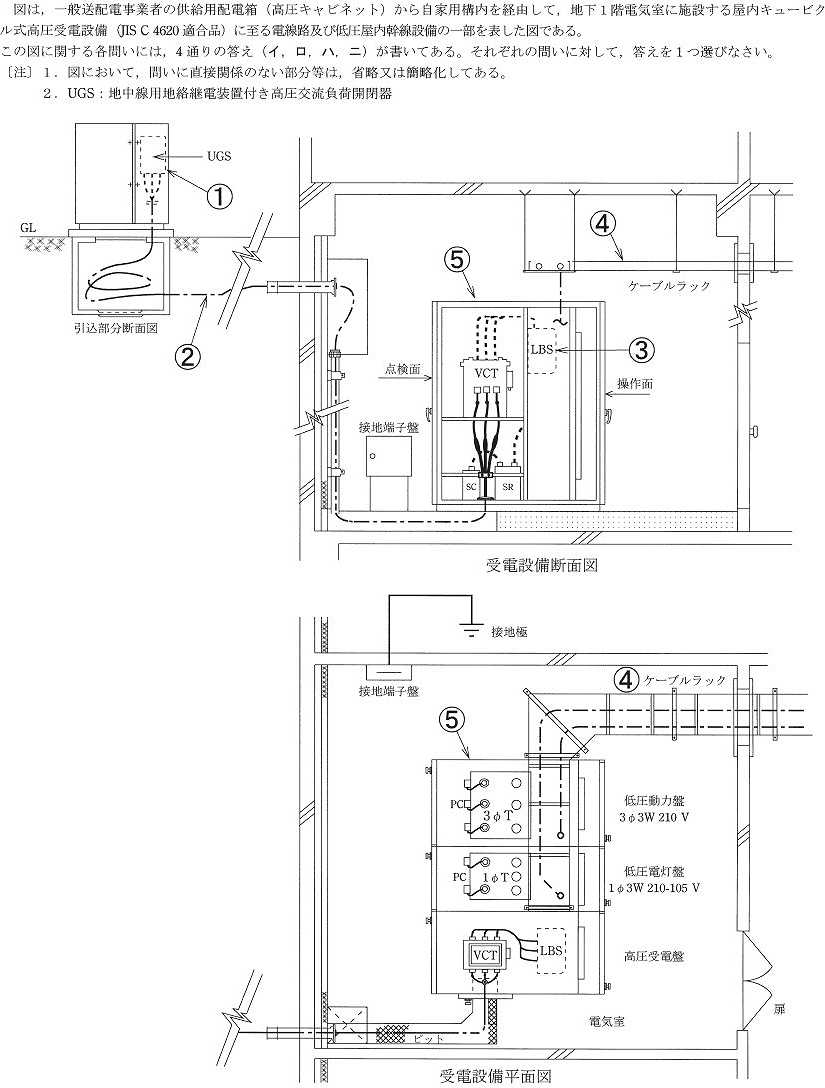 図は，一般送配電事業者の供給用配電箱（高圧キャビネット）から自家用構内を経由して，地下１階電気室に施設する屋内キュービク
ル式高圧受電設備（JIS C 4620 適合品）に至る電線路及び低圧屋内幹線設備の一部を表した図である。
この図に関する各問いには，４通りの答え（イ，ロ，ハ，ニ）が書いてある。それぞれの問いに対して，答えを１つ選びなさい。
〔注〕１．図において，問いに直接関係のない部分等は，省略又は簡略化してある。
２．UGS：地中線用地絡継電装置付き高圧交流負荷開閉器
UGS
①
GL
引込部分断面図
②
④
ケーブルラック
⑤
LBS
③
VCT
点検面
操作面
接地端子盤
SC
SR
受電設備断面図
接地極
接地端子盤
④ ケーブルラック
⑤
PC
3φT
低圧動力盤
3φ3W 210 V
PC
1φT
低圧電灯盤
1φ3W 210-105 V
VCT
LBS
高圧受電盤
電気室
扉
ピット
受電設備平面図